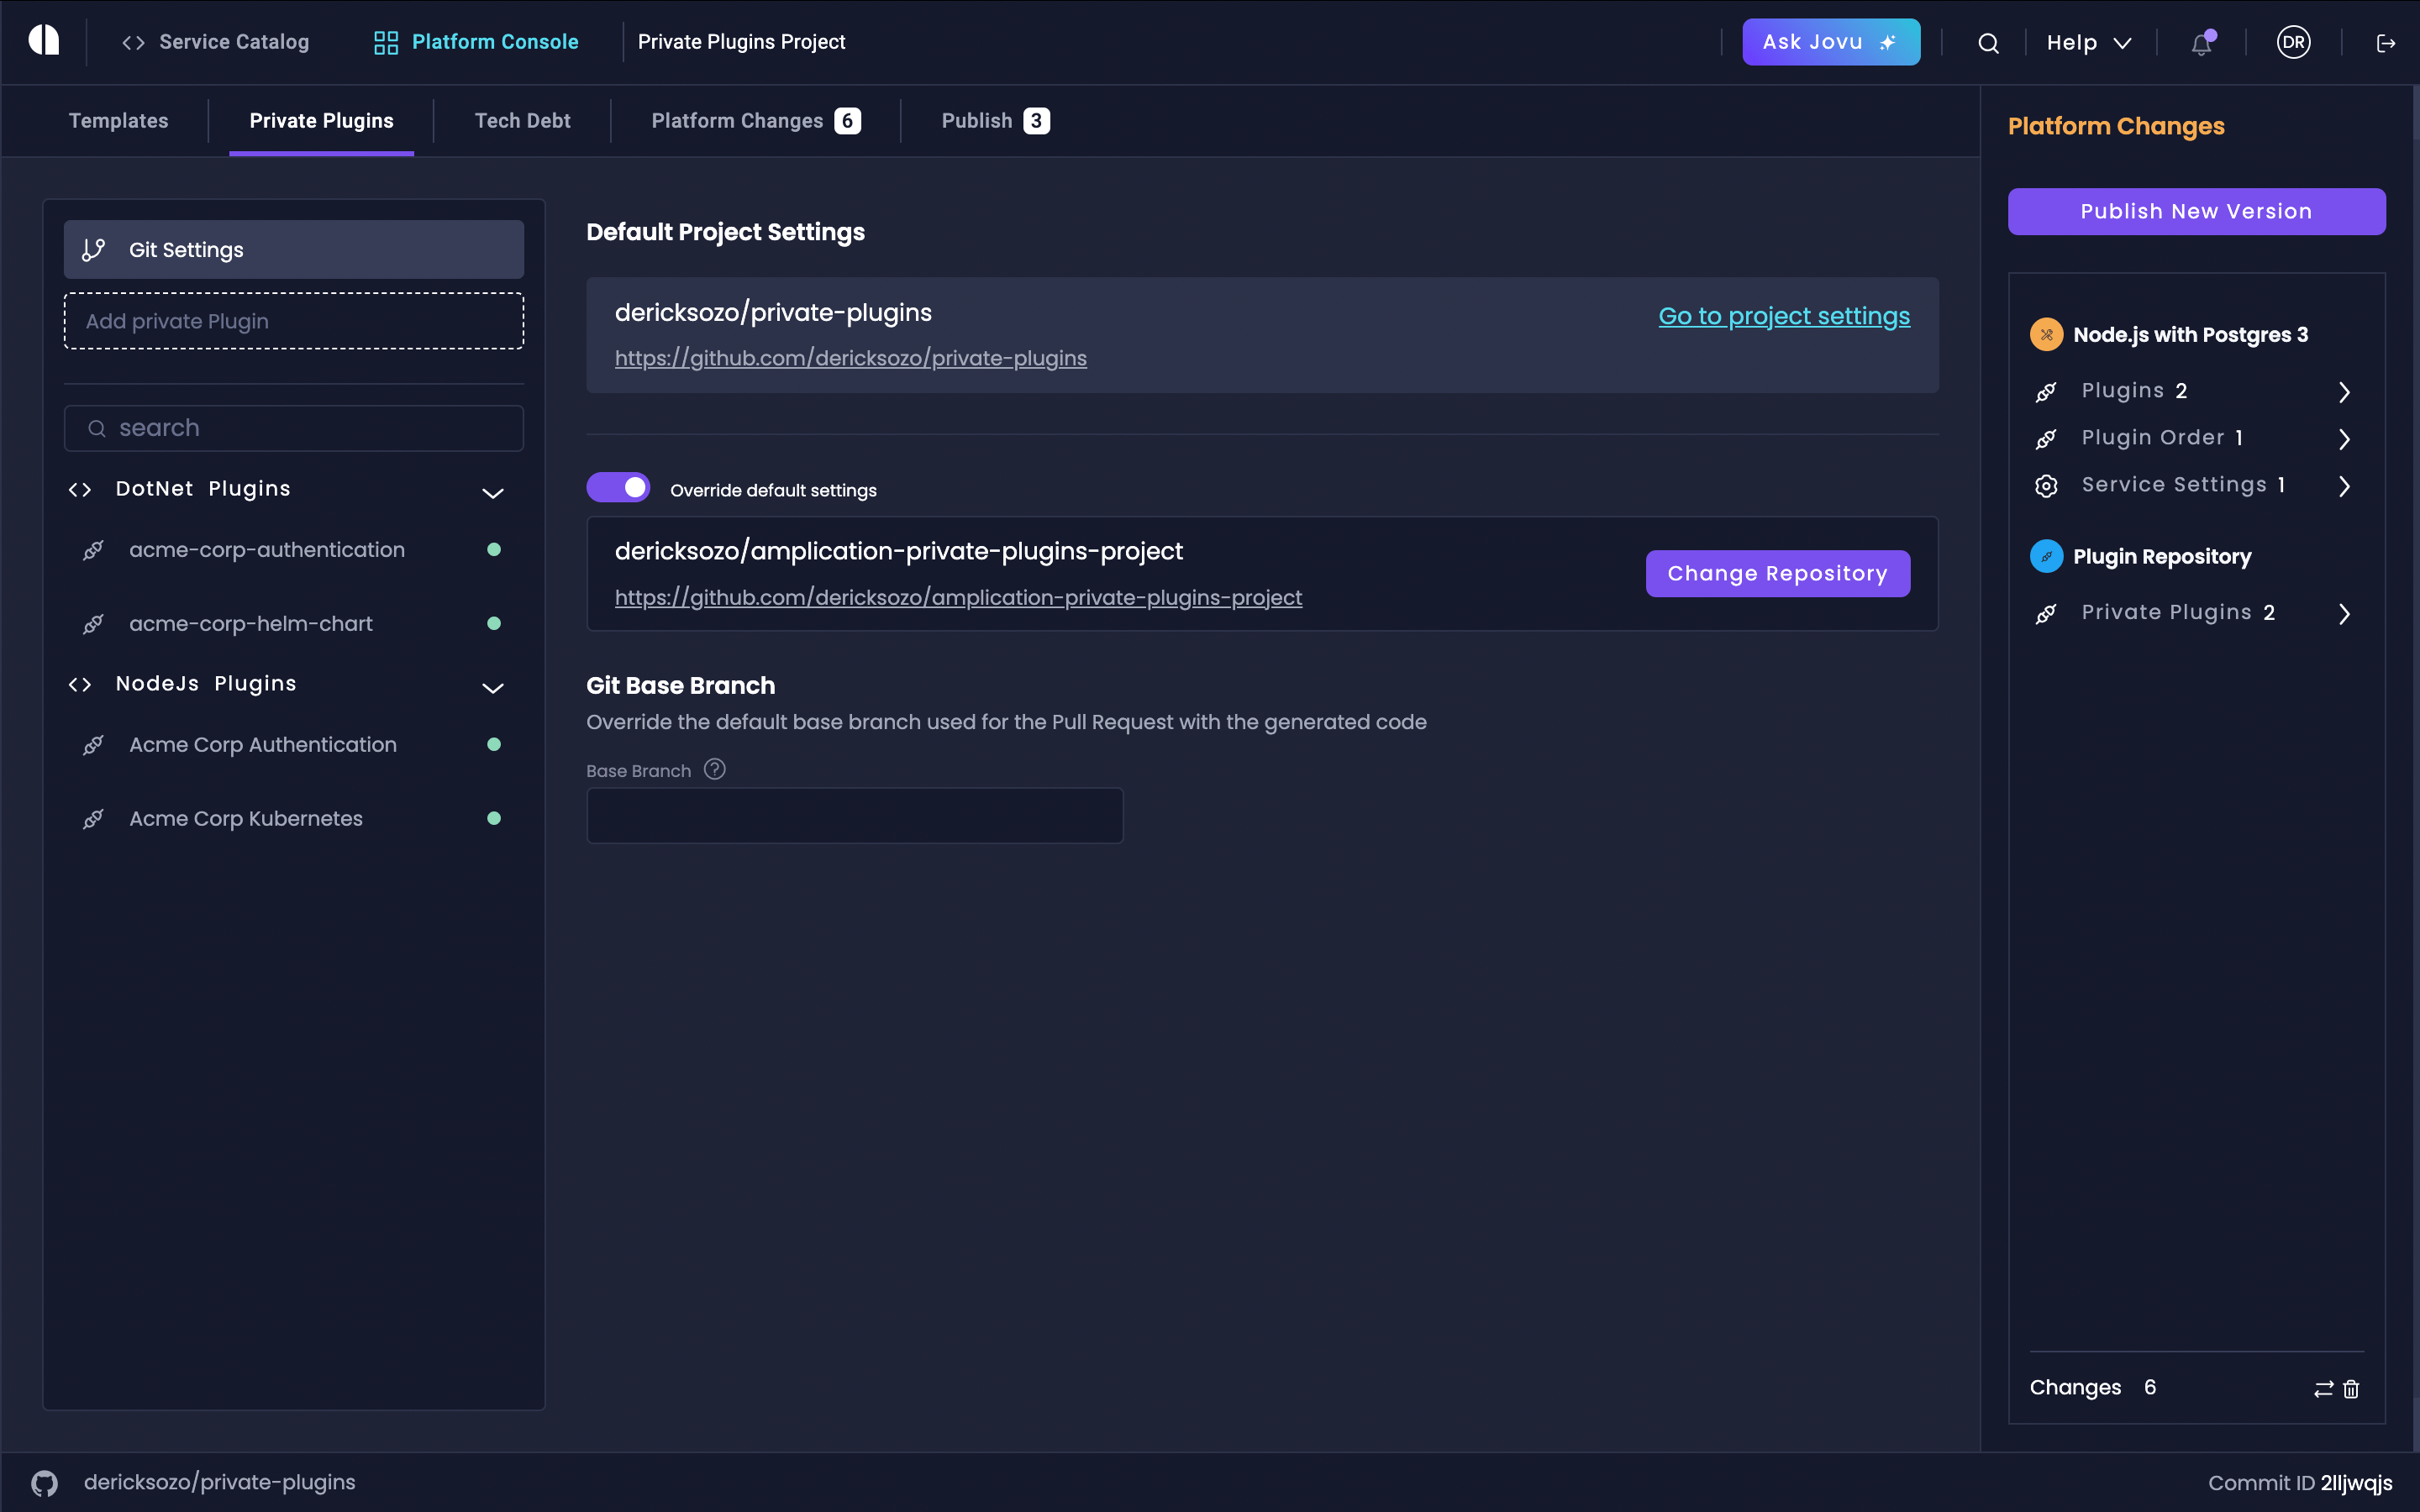 Service Catalog
Platform Console
Private Plugins Project
Ask Jovu
Help
DR
Templates
Private Plugins
Tech Debt
Platform Changes 6
Publish 3
Git Settings
Add private Plugin
search
DotNet Plugins
acme-corp-authentication
acme-corp-helm-chart
NodeJs Plugins
Acme Corp Authentication
Acme Corp Kubernetes
Default Project Settings
dericksozo/private-plugins
Go to project settings
https://github.com/dericksozo/private-plugins
Override default settings
dericksozo/amplication-private-plugins-project
https://github.com/dericksozo/amplication-private-plugins-project
Change Repository
Git Base Branch
Override the default base branch used for the Pull Request with the generated code
Base Branch
Platform Changes
Publish New Version
Node.js with Postgres 3
Plugins 2
Plugin Order 1
Service Settings 1
Plugin Repository
Private Plugins 2
Changes 6
dericksozo/private-plugins
Commit ID 2lljwqjs